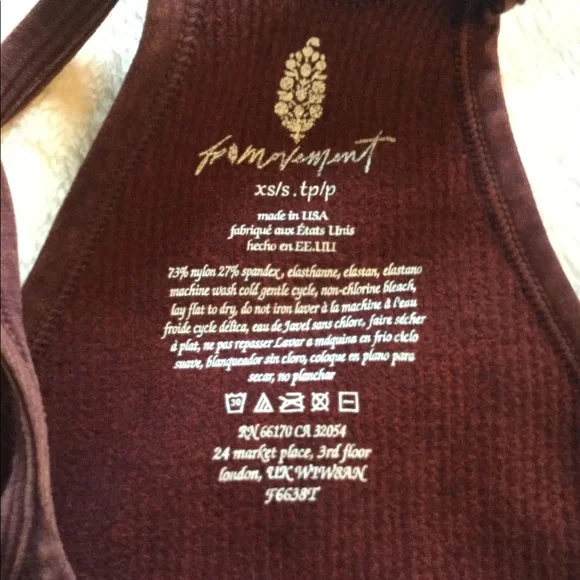 fp movement
xs/s . tp/p
made in USA
fabriqué aux États Unis
hecho en EE.UU
73% nylon 27% spandex, elasthanne, elastan, elastano
machine wash cold gentle cycle, non-chlorine bleach,
lay flat to dry, do not iron laver à la machine à l'eau
froide cycle délica, eau de Javel sans chlore, faire sécher
à plat, ne pas repasser Lavar a máquina en frío ciclo
suave, blanqueador sin cloro, coloque en plano para
secar, no planchar
30
RN 66170 CA 32054
24 market place, 3rd floor
london, UK W1W8AN
F6638T